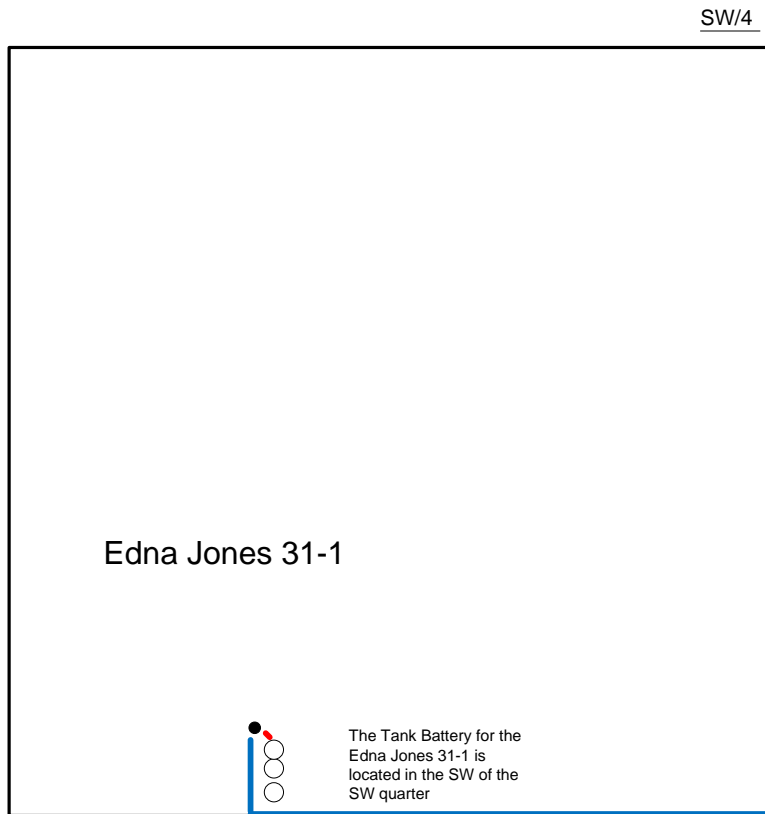 SW/4
Edna Jones 31-1
The Tank Battery for the
Edna Jones 31-1 is
located in the SW of the
SW quarter